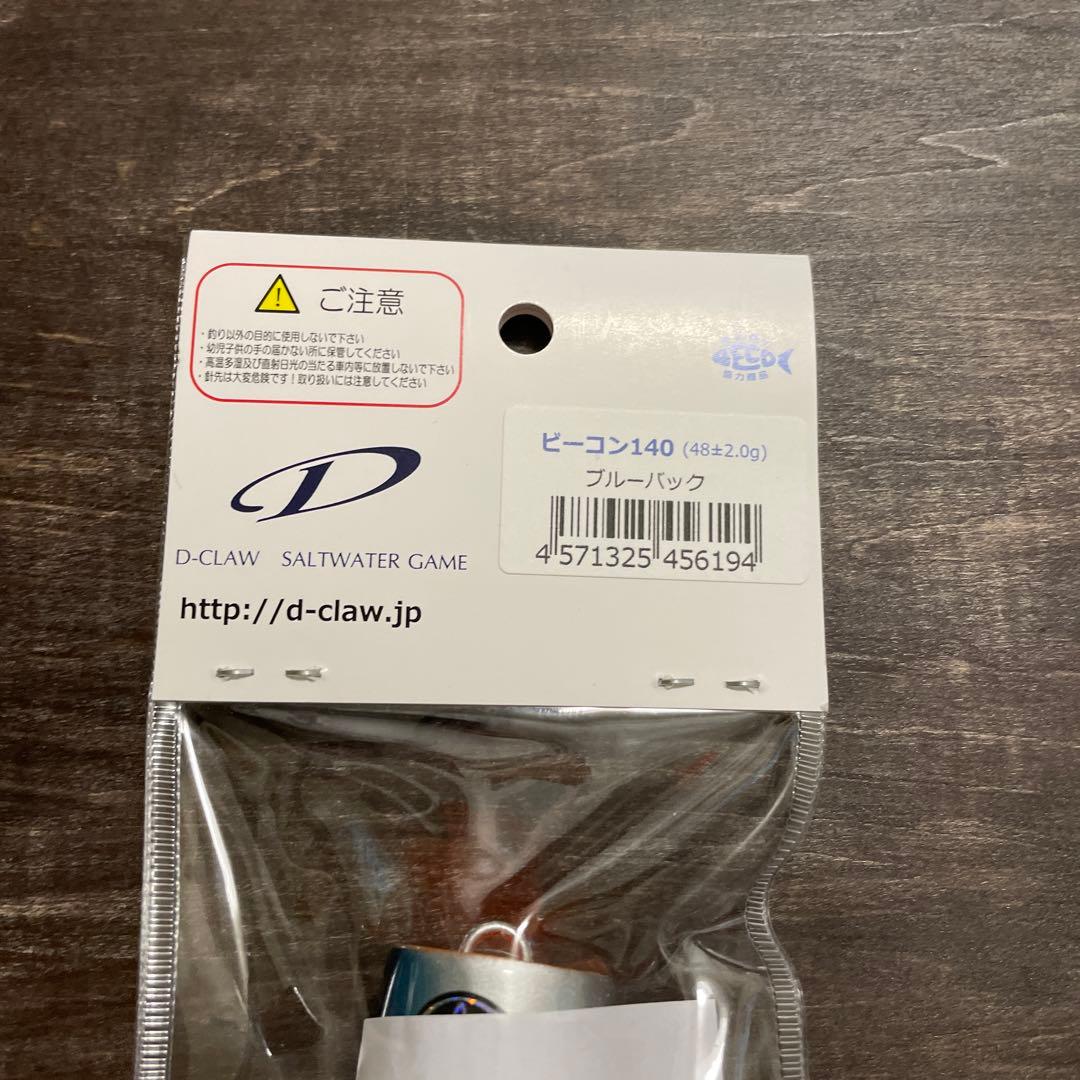 ご注意
・釣り以外の目的に使用しないで下さい
・幼児子供の手の届かない所に保管してください
・高温多湿及び直射日光の当たる車内等に放置しないで下さい
・針先は大変危険です！取り扱いには注意してください
D
D-CLAW SALTWATER GAME
http://d-claw.jp
ECO
協力商品
ビーコン140 (48±2.0g)
ブルーバック
4 571325 456194